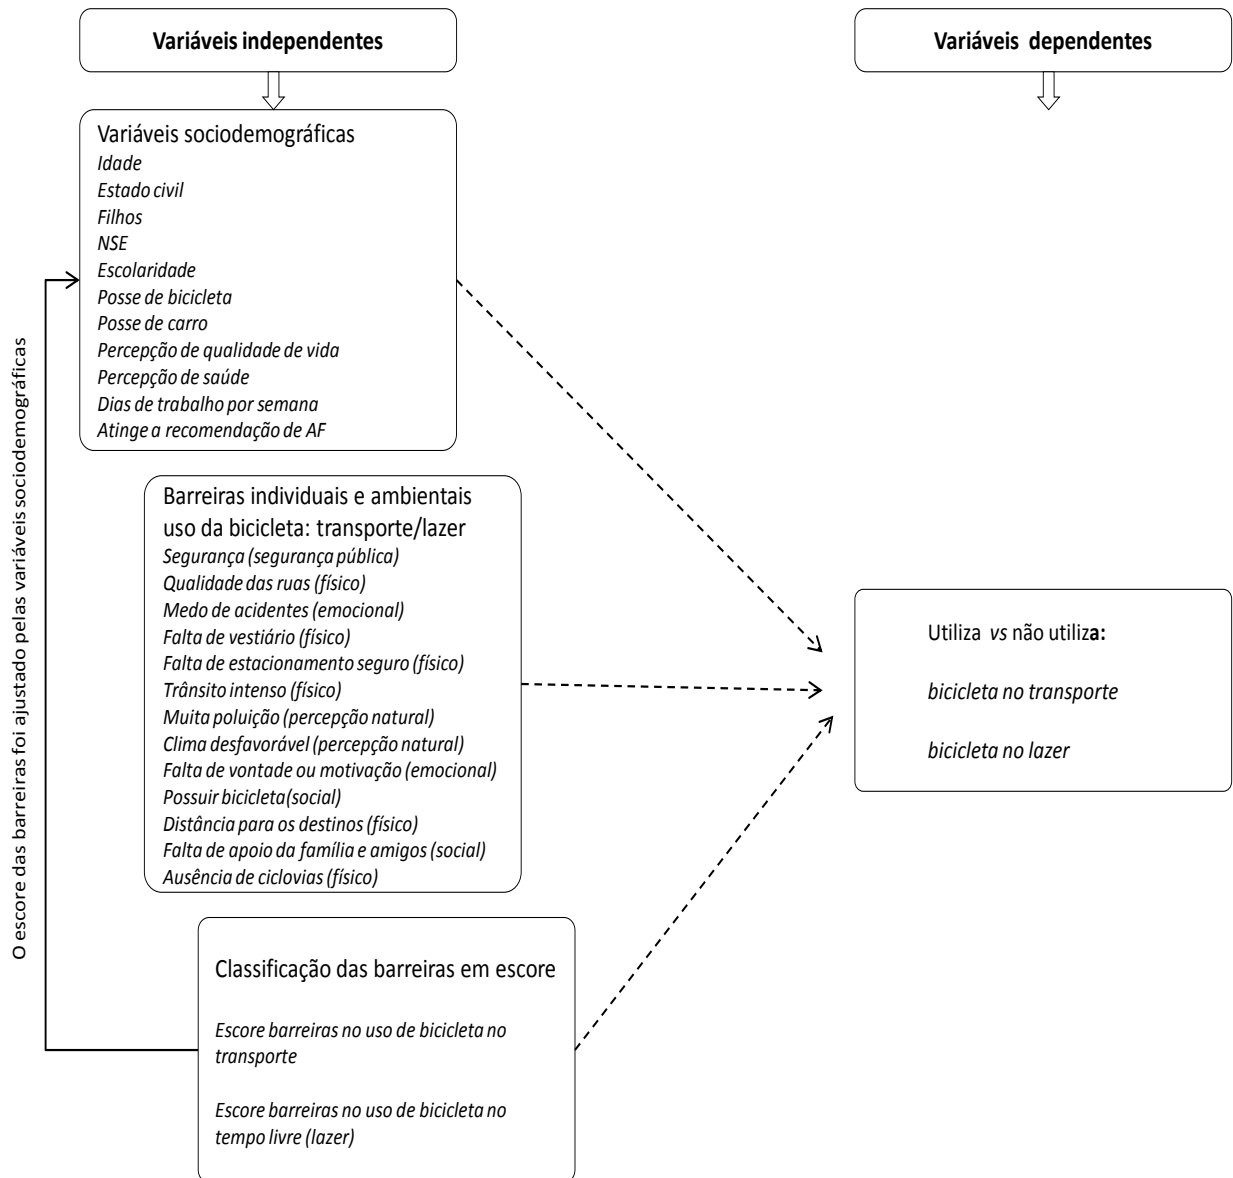 Variáveis independentes
Variáveis dependentes
Variáveis sociodemográficas
Idade
Estado civil
Filhos
NSE
Escolaridade
Posse de bicicleta
Posse de carro
Percepção de qualidade de vida
Percepção de saúde
Dias de trabalho por semana
Atinge a recomendação de AF
O escore das barreiras foi ajustado pelas variáveis sociodemográficas
Barreiras individuais e ambientais
uso da bicicleta: transporte/lazer
Segurança (segurança pública)
Qualidade das ruas (físico)
Medo de acidentes (emocional)
Falta de vestiário (físico)
Falta de estacionamento seguro (físico)
Trânsito intenso (físico)
Muita poluição (percepção natural)
Clima desfavorável (percepção natural)
Falta de vontade ou motivação (emocional)
Possuir bicicleta(social)
Distância para os destinos (físico)
Falta de apoio da família e amigos (social)
Ausência de ciclovias (físico)
Utiliza vs não utiliza:
bicicleta no transporte
bicicleta no lazer
Classificação das barreiras em escore
Escore barreiras no uso de bicicleta no
transporte
Escore barreiras no uso de bicicleta no
tempo livre (lazer)